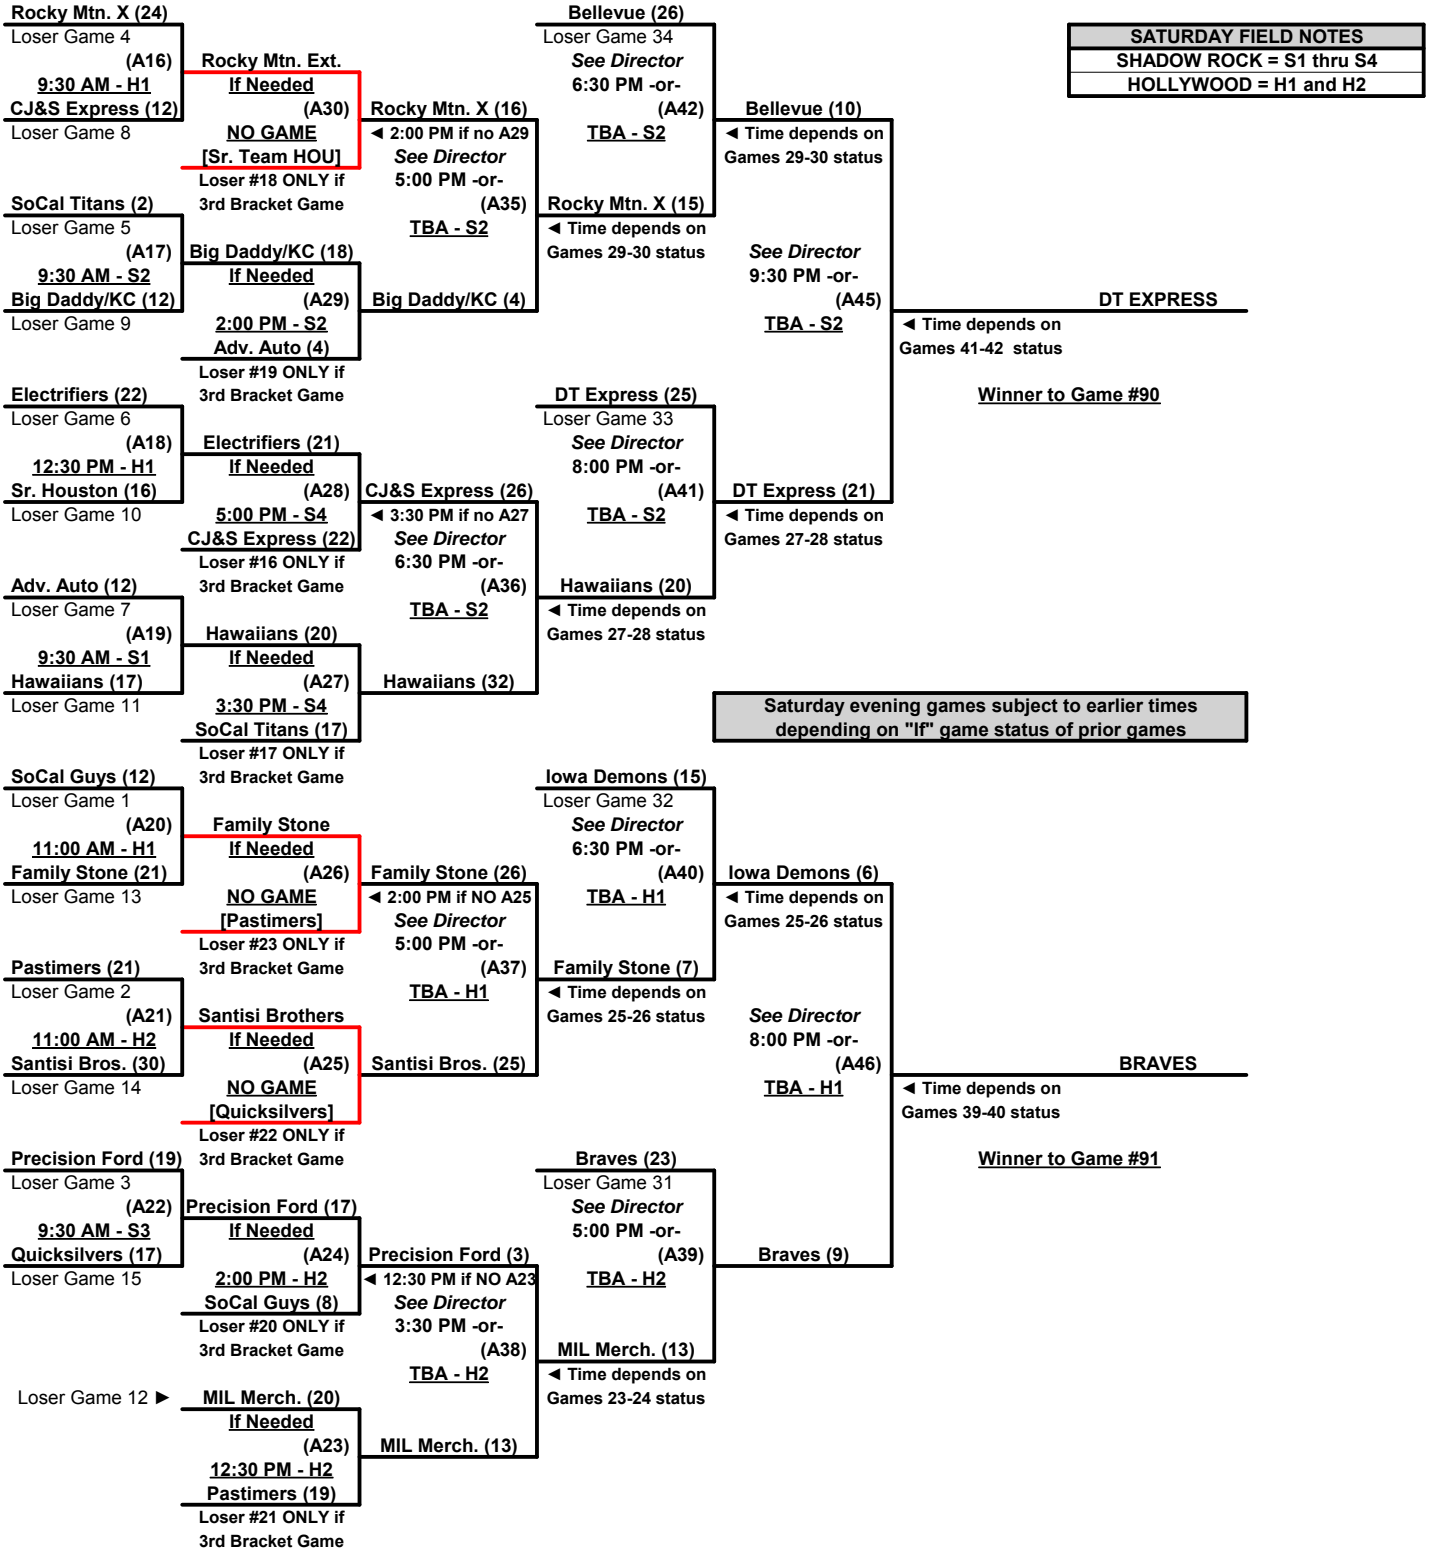 Rocky Mtn. X (24)
Loser Game 4
(A16)
9:30 AM - H1
CJ&S Express (12)
Loser Game 8
SoCal Titans (2)
Loser Game 5
(A17)
9:30 AM - S2
Big Daddy/KC (12)
Loser Game 9
Electrifiers (22)
Loser Game 6
(A18)
12:30 PM - H1
Sr. Houston (16)
Loser Game 10
Adv. Auto (12)
Loser Game 7
(A19)
9:30 AM - S1
Hawaiians (17)
Loser Game 11
SoCal Guys (12)
Loser Game 1
(A20)
11:00 AM - H1
Family Stone (21)
Loser Game 13
Pastimers (21)
Loser Game 2
(A21)
11:00 AM - H2
Santisi Bros. (30)
Loser Game 14
Precision Ford (19)
Loser Game 3
(A22)
9:30 AM - S3
Quicksilvers (17)
Loser Game 15
Loser Game 12 ►
Rocky Mtn. Ext.
If Needed
(A30)
NO GAME
[Sr. Team HOU]
Loser #18 ONLY if
3rd Bracket Game
Big Daddy/KC (18)
If Needed
(A29)
2:00 PM - S2
Adv. Auto (4)
Loser #19 ONLY if
3rd Bracket Game
Electrifiers (21)
If Needed
(A28)
5:00 PM - S4
CJ&S Express (22)
Loser #16 ONLY if
3rd Bracket Game
Hawaiians (20)
If Needed
(A27)
3:30 PM - S4
SoCal Titans (17)
Loser #17 ONLY if
3rd Bracket Game
Family Stone
If Needed
(A26)
NO GAME
[Pastimers]
Loser #23 ONLY if
3rd Bracket Game
Santisi Brothers
If Needed
(A25)
NO GAME
[Quicksilvers]
Loser #22 ONLY if
3rd Bracket Game
Precision Ford (17)
If Needed
(A24)
2:00 PM - H2
SoCal Guys (8)
Loser #20 ONLY if
3rd Bracket Game
MIL Merch. (20)
If Needed
(A23)
12:30 PM - H2
Pastimers (19)
Loser #21 ONLY if
3rd Bracket Game
Rocky Mtn. X (16)
◄ 2:00 PM if no A29
See Director
5:00 PM -or-
(A35)
TBA - S2
Big Daddy/KC (4)
CJ&S Express (26)
◄ 3:30 PM if no A27
See Director
6:30 PM -or-
(A36)
TBA - S2
Hawaiians (32)
Family Stone (26)
◄ 2:00 PM if NO A25
See Director
5:00 PM -or-
(A37)
TBA - H1
Santisi Bros. (25)
Precision Ford (3)
◄ 12:30 PM if NO A23
See Director
3:30 PM -or-
(A38)
TBA - H2
MIL Merch. (13)
Bellevue (26)
Loser Game 34
See Director
6:30 PM -or-
(A42)
TBA - S2
Rocky Mtn. X (15)
◄ Time depends on
Games 29-30 status
DT Express (25)
Loser Game 33
See Director
8:00 PM -or-
(A41)
TBA - S2
Hawaiians (20)
◄ Time depends on
Games 27-28 status
Iowa Demons (15)
Loser Game 32
See Director
6:30 PM -or-
(A40)
TBA - H1
Family Stone (7)
◄ Time depends on
Games 25-26 status
Braves (23)
Loser Game 31
See Director
5:00 PM -or-
(A39)
TBA - H2
MIL Merch. (13)
◄ Time depends on
Games 23-24 status
Bellevue (10)
◄ Time depends on
Games 29-30 status
See Director
9:30 PM -or-
(A45)
TBA - S2
DT Express (21)
◄ Time depends on
Games 27-28 status
Saturday evening games subject to earlier times
depending on "If" game status of prior games
Iowa Demons (6)
◄ Time depends on
Games 25-26 status
See Director
8:00 PM -or-
(A46)
TBA - H1
Braves (9)
SATURDAY FIELD NOTES
SHADOW ROCK = S1 thru S4
HOLLYWOOD = H1 and H2
DT EXPRESS
◄ Time depends on
Games 41-42 status
Winner to Game #90
BRAVES
◄ Time depends on
Games 39-40 status
Winner to Game #91